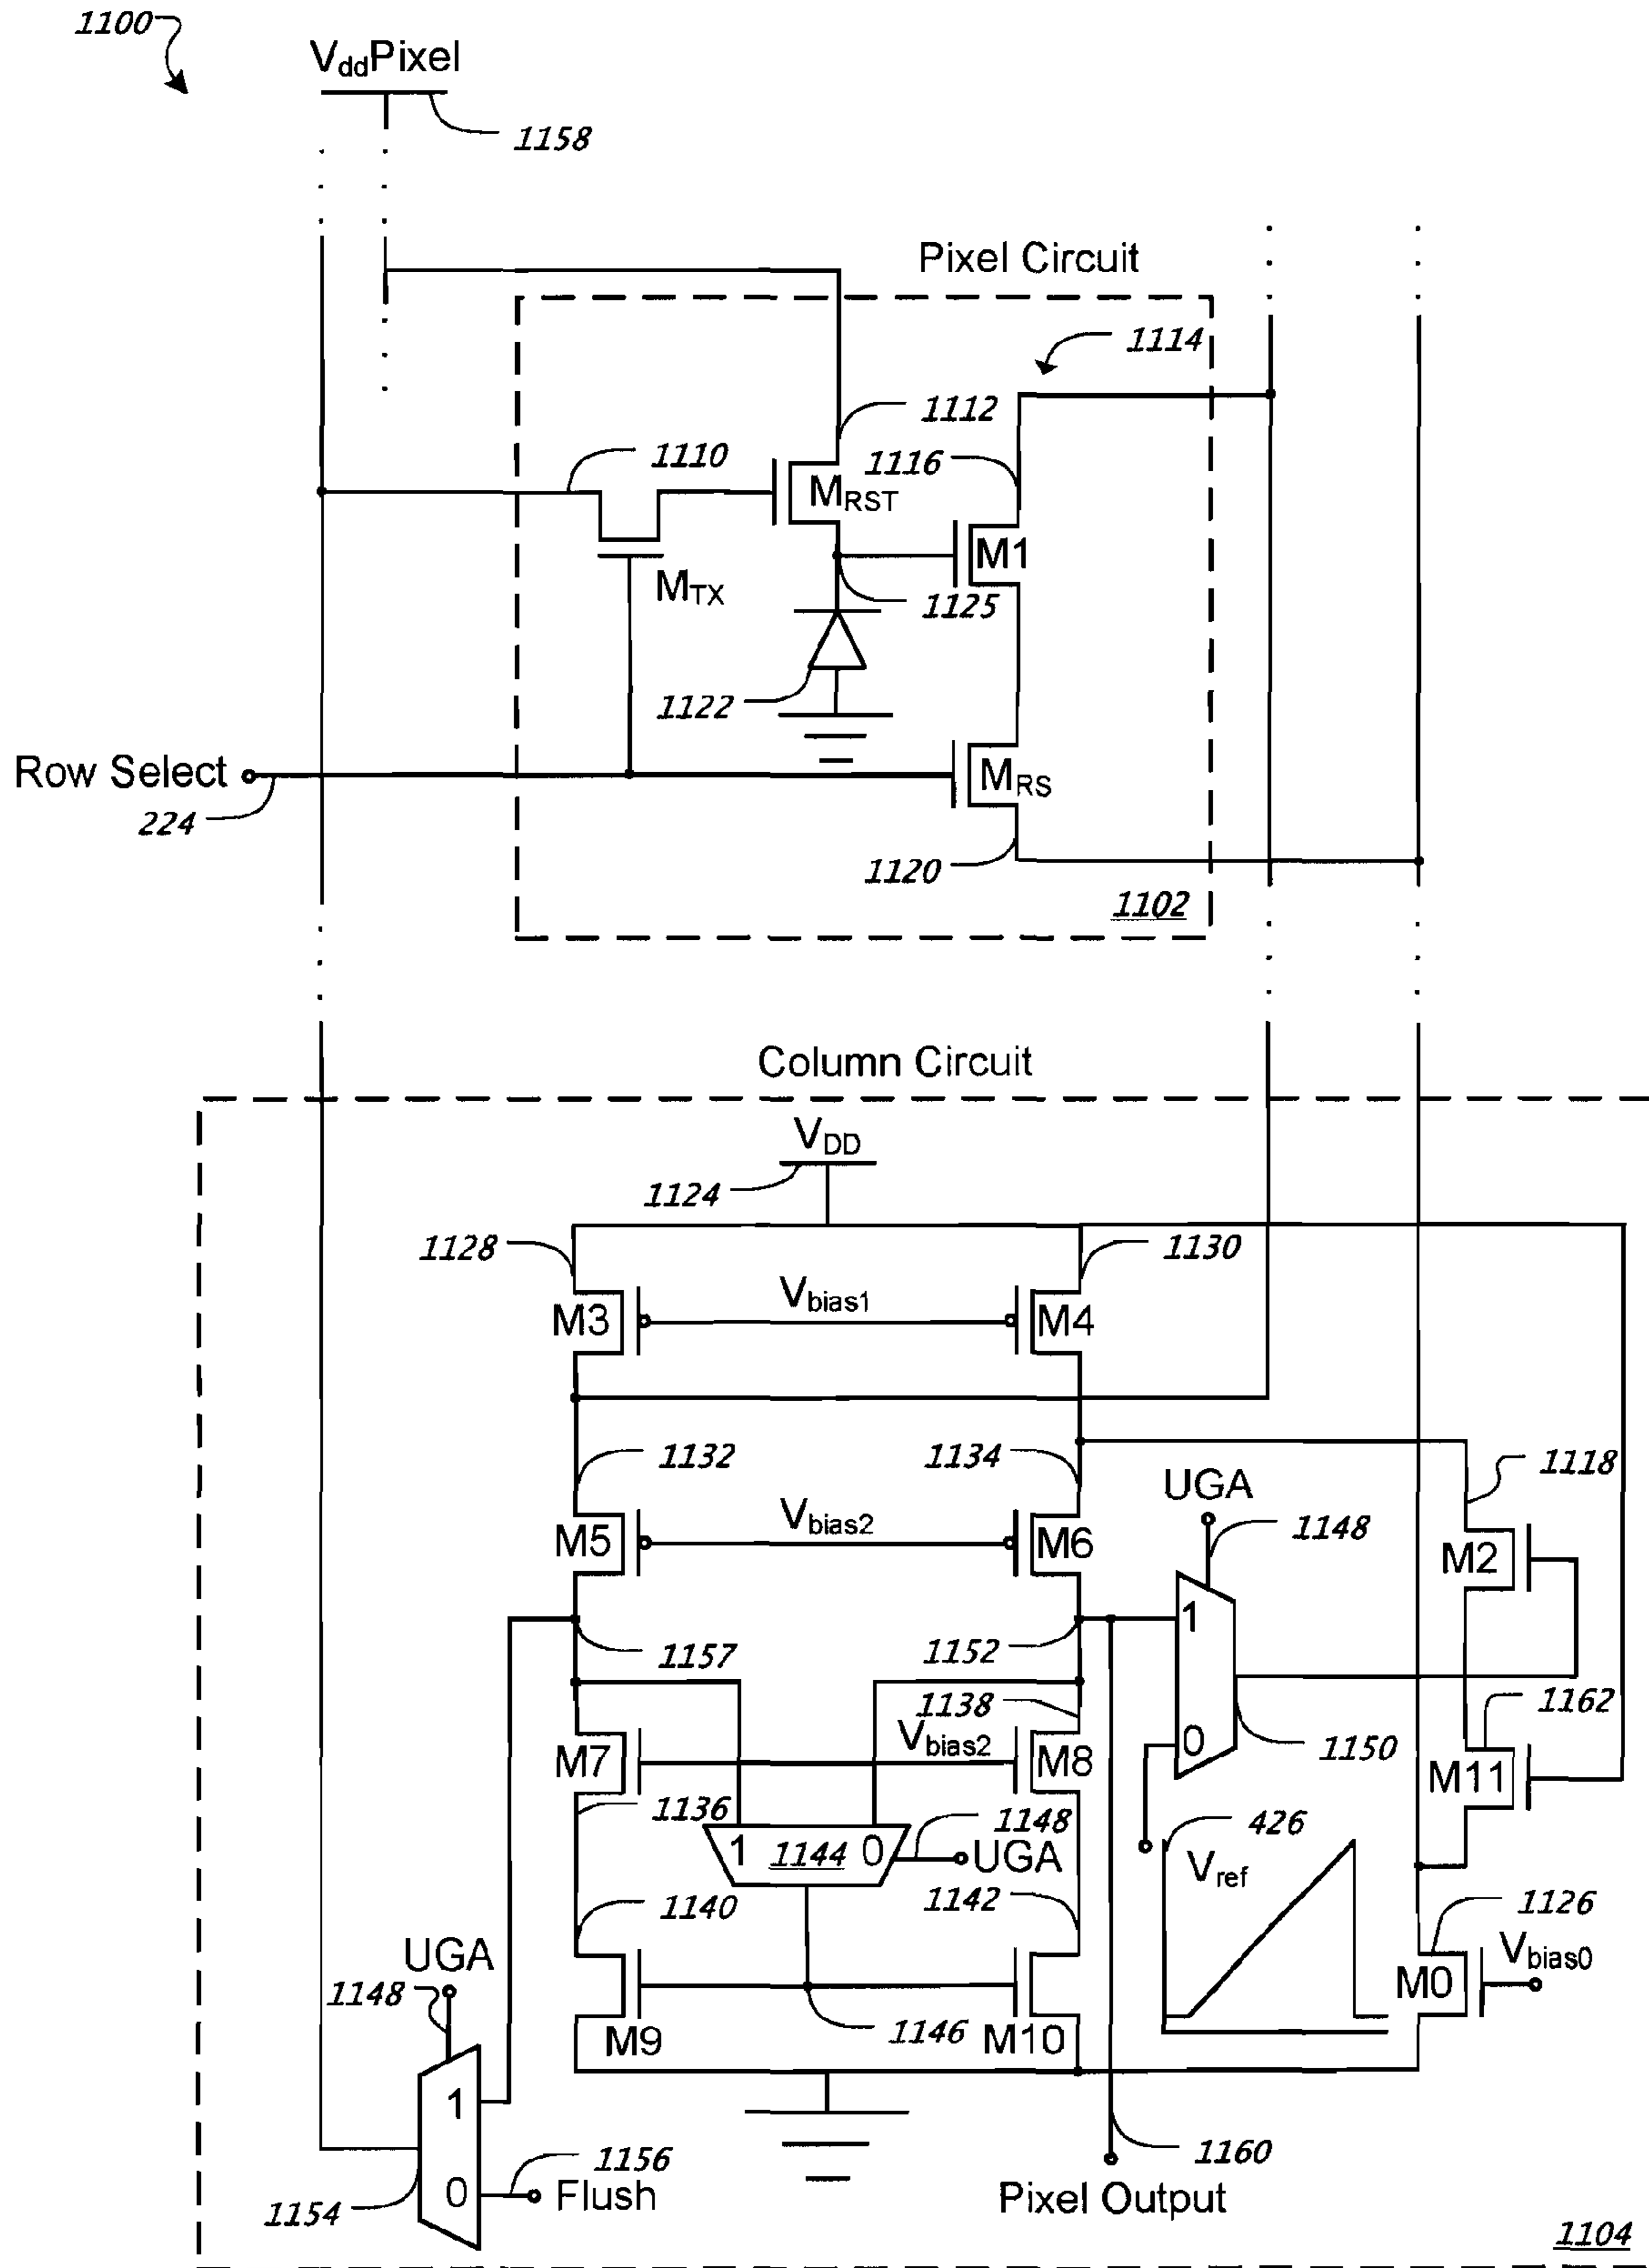 1100
VddPixel
1158
Pixel Circuit
1114
1112
1110
1116
MRST
M1
MTX
1125
1122
Row Select
MRS
224
1120
1102
Column Circuit
VDD
1124
1128
1130
Vbias1
M3
M4
1132
1134
1118
UGA
1148
Vbias2
M5
M6
M2
1
1157
1152
1138
1162
Vbias2
0
1150
M7
M8
M11
1136
1148
426
1
1144
0
UGA
Vref
1140
1142
1126
UGA
Vbias0
1148
M0
1146
M9
M10
1
1156
1160
0
Flush
1154
Pixel Output
1104